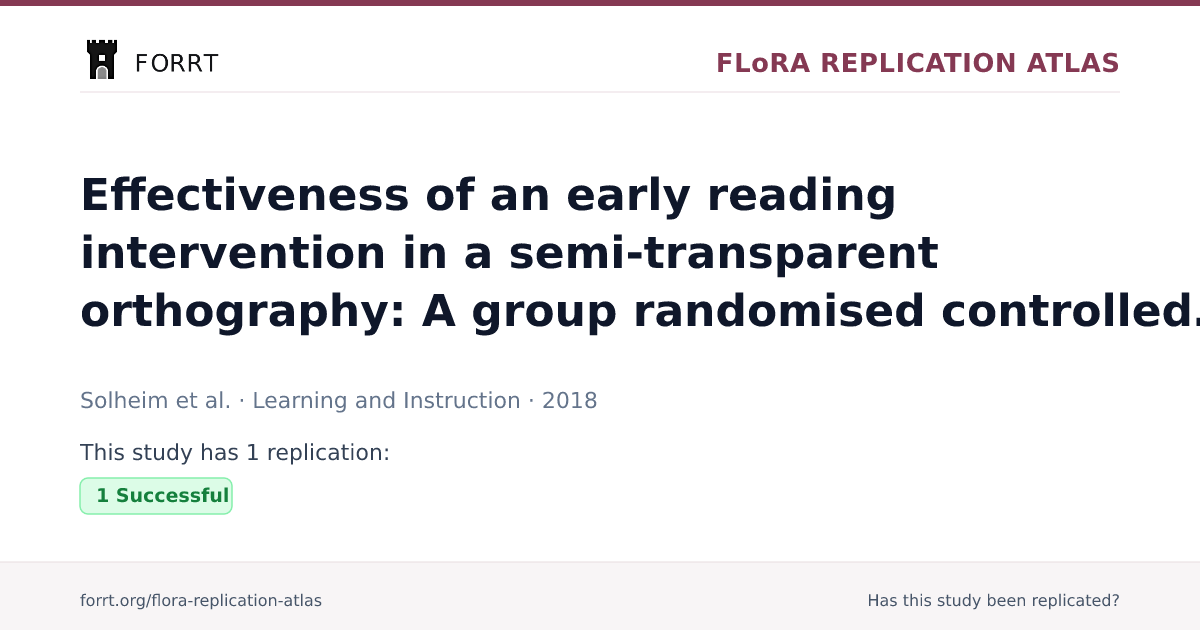 FORRT
FLoRA REPLICATION ATLAS
Effectiveness of an early reading
intervention in a semi-transparent
orthography: A group randomised controlled.
Solheim et al. · Learning and Instruction · 2018
This study has 1 replication:
1 Successful
forrt.org/flora-replication-atlas
Has this study been replicated?